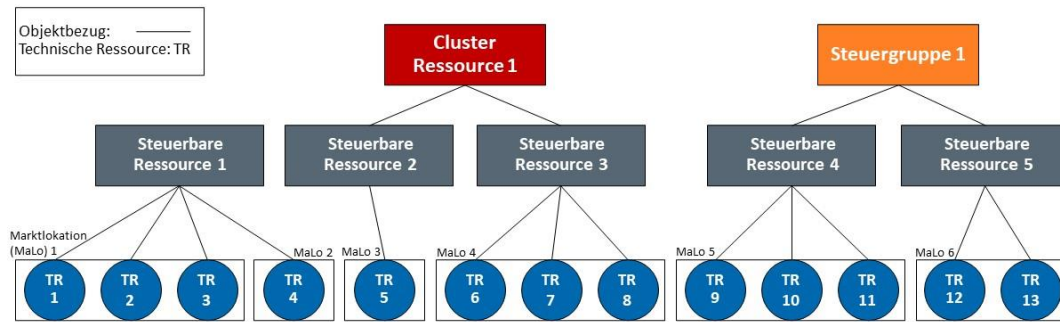 Objektbezug:
Technische Ressource: TR
Cluster
Ressource 1
Steuergruppe 1
Steuerbare
Ressource 1
Steuerbare
Ressource 2
Steuerbare
Ressource 3
Steuerbare
Ressource 4
Steuerbare
Ressource 5
Marktlokation
(MaLo) 1
MaLo 2
MaLo 3
MaLo 4
MaLo 5
MaLo 6
TR
1
TR
2
TR
3
TR
4
TR
5
TR
6
TR
7
TR
8
TR
9
TR
10
TR
11
TR
12
TR
13